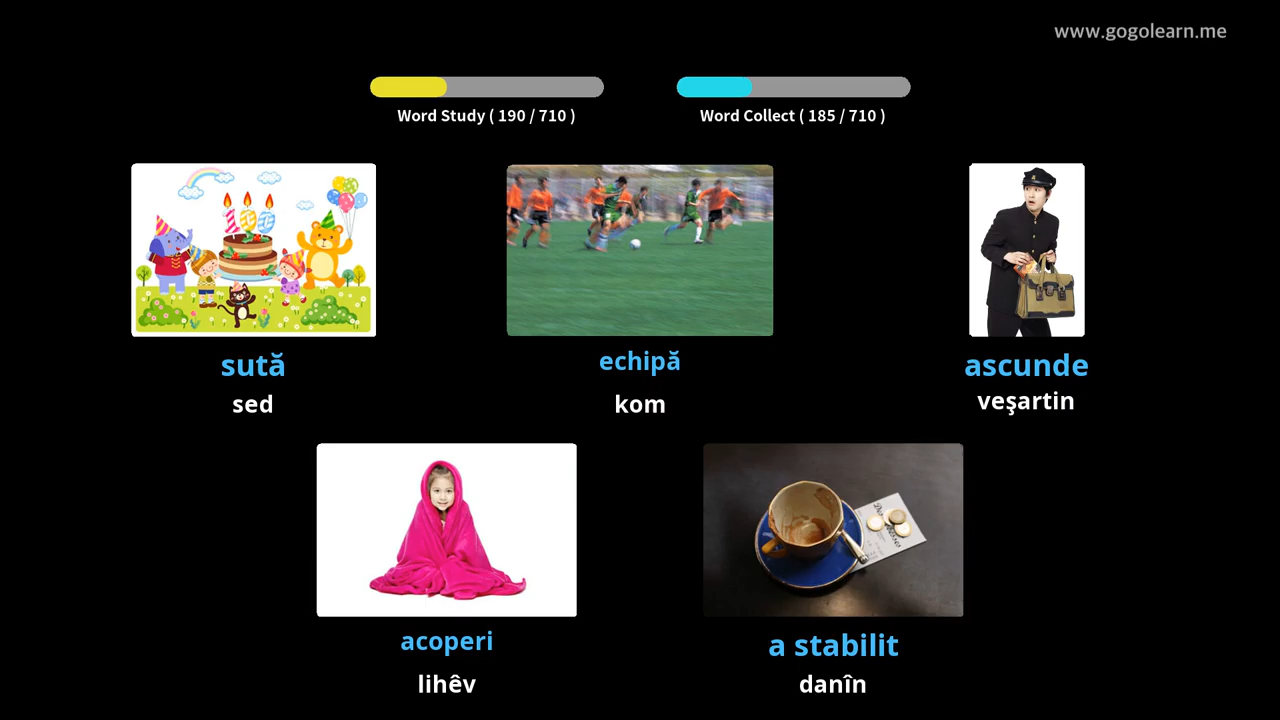 www.gogolearn.me
Word Study ( 190 / 710 )
Word Collect ( 185 / 710 )
100
sută
echipă
ascunde
sed
kom
veşartin
acoperi
a stabilit
lihêv
danîn